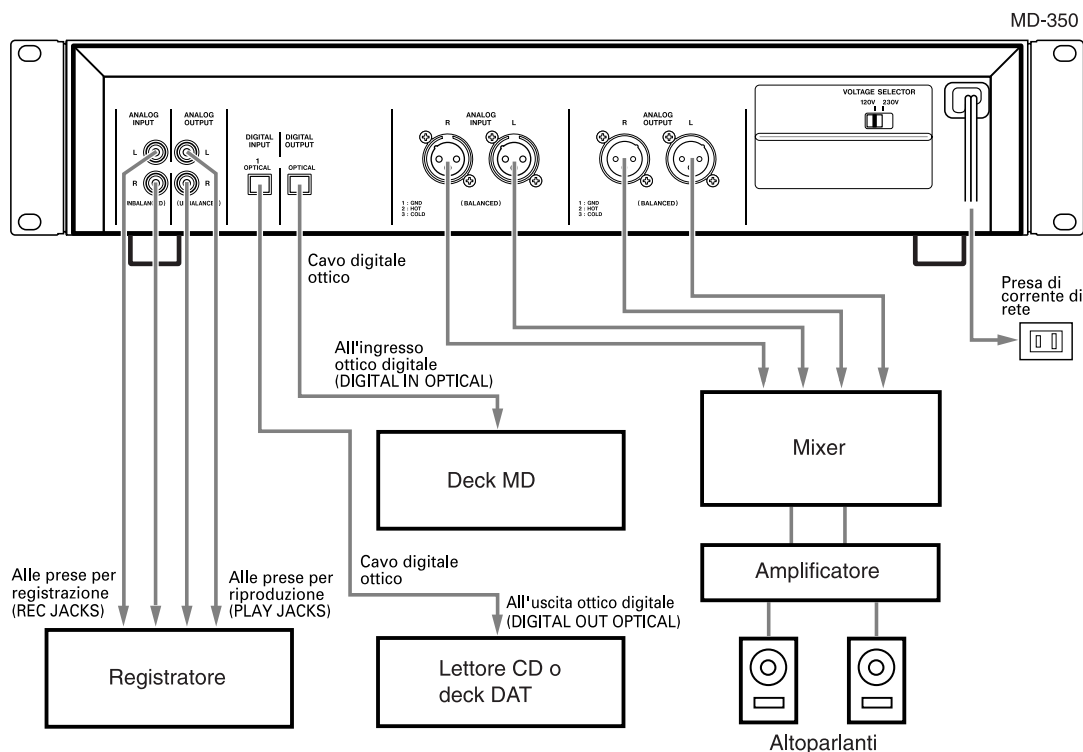 MD-350
VOLTAGE SELECTOR
120V 230V
ANALOG
INPUT
ANALOG
OUTPUT
L
L
R
R
(UNBALANCED)
DIGITAL
INPUT
DIGITAL
OUTPUT
1
OPTICAL
OPTICAL
R
ANALOG
INPUT
L
1 : GND
2 : HOT
3 : COLD
(BALANCED)
R
ANALOG
OUTPUT
L
1 : GND
2 : HOT
3 : COLD
(BALANCED)
Cavo digitale
ottico
Presa di
corrente di
rete
All'ingresso
ottico digitale
(DIGITAL IN OPTICAL)
Deck MD
Mixer
Amplificatore
Alle prese per
registrazione
(REC JACKS)
Alle prese per
riproduzione
(PLAY JACKS)
Cavo digitale
ottico
All'uscita ottico digitale
(DIGITAL OUT OPTICAL)
Registratore
Lettore CD o
deck DAT
Altoparlanti